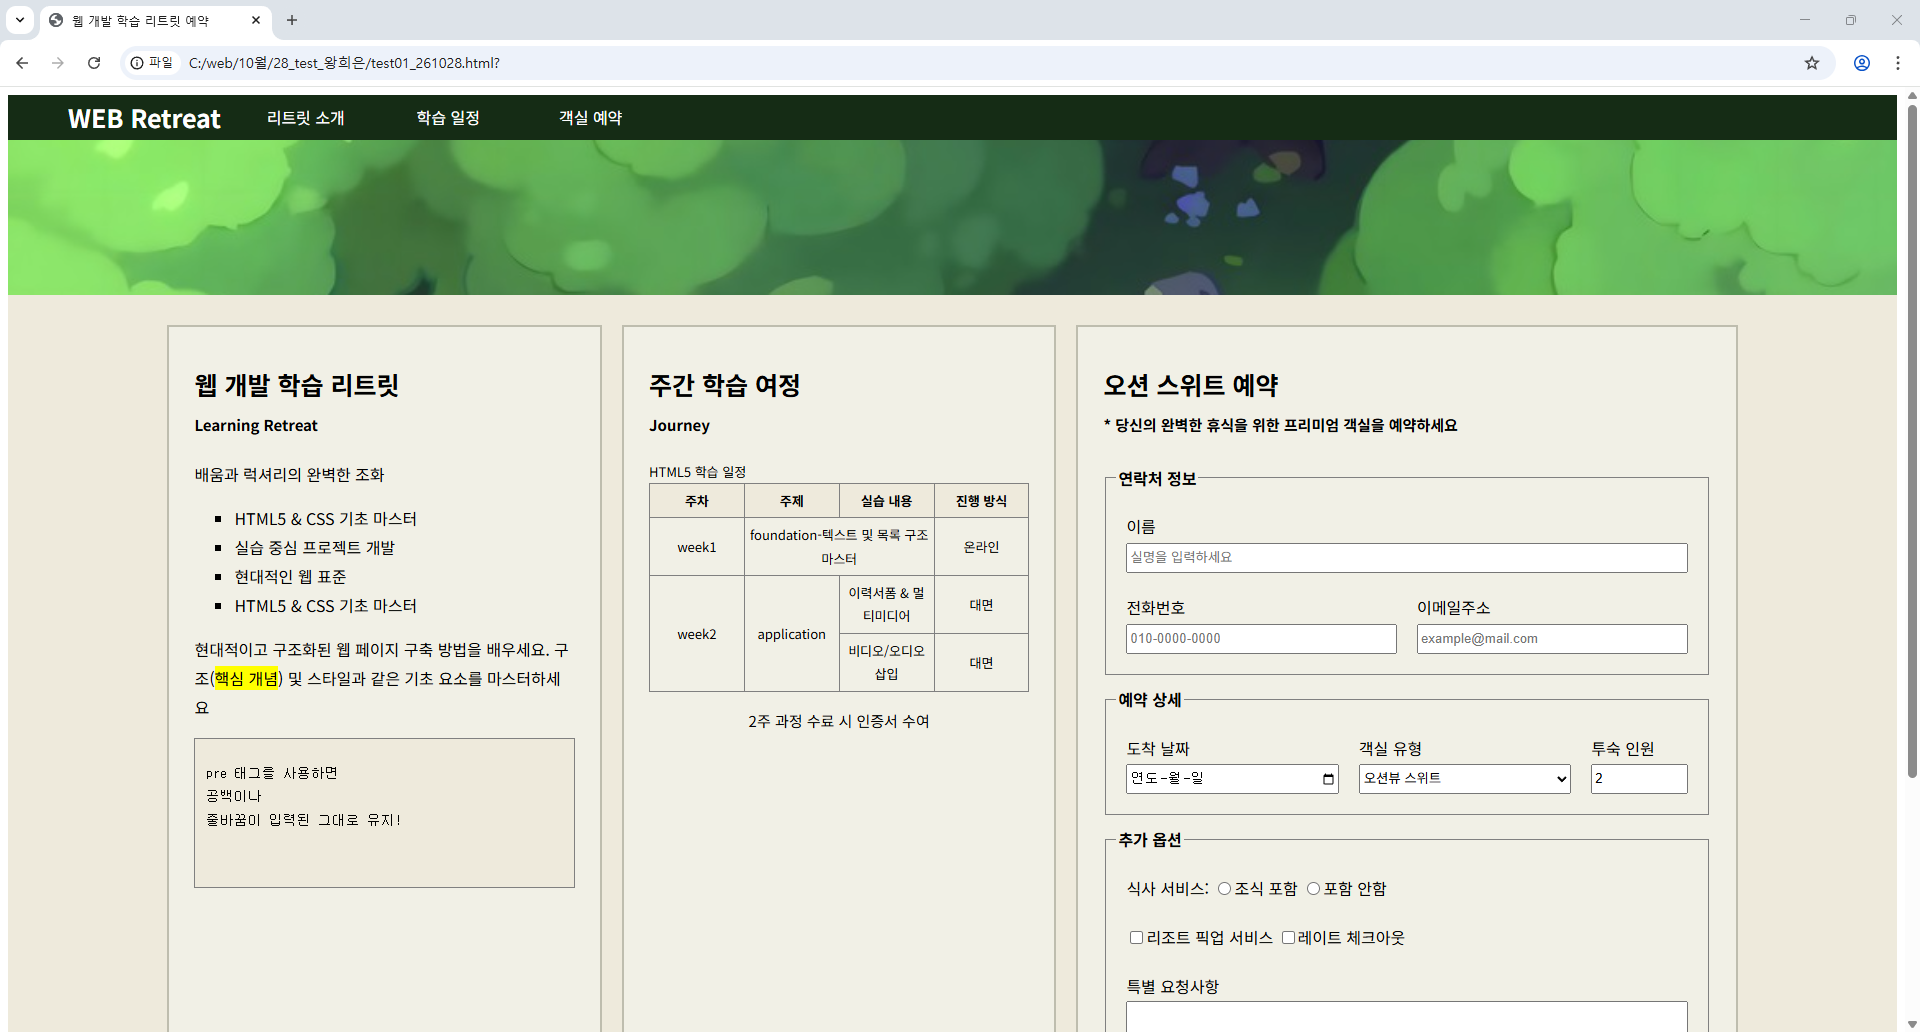 웹 개발 학습 리트릿 예약
파일 C:/web/10월/28_test_왕희은/test01_261028.html?
WEB Retreat 리트릿 소개 학습 일정 객실 예약
웹 개발 학습 리트릿
Learning Retreat
배움과 럭셔리의 완벽한 조화
HTML5 & CSS 기초 마스터
실습 중심 프로젝트 개발
현대적인 웹 표준
HTML5 & CSS 기초 마스터
현대적이고 구조화된 웹 페이지 구축 방법을 배우세요. 구
조(핵심 개념) 및 스타일과 같은 기초 요소를 마스터하세
요
pre 태그를 사용하면
공백이나
줄바꿈이 입력된 그대로 유지!
주간 학습 여정
Journey
HTML5 학습 일정
주차 주제 실습 내용 진행 방식
week1 foundation-텍스트 및 목록 구조
마스터 온라인
week2 application 이력서폼 & 멀
티미디어 대면
비디오/오디오
삽입 대면
2주 과정 수료 시 인증서 수여
오션 스위트 예약
* 당신의 완벽한 휴식을 위한 프리미엄 객실을 예약하세요
연락처 정보
이름
실명을 입력하세요
전화번호 이메일주소
010-0000-0000 example@mail.com
예약 상세
도착 날짜 객실 유형 투숙 인원
연도-월-일 오션뷰 스위트 2
추가 옵션
식사 서비스: 조식 포함 포함 안함
리조트 픽업 서비스 레이트 체크아웃
특별 요청사항